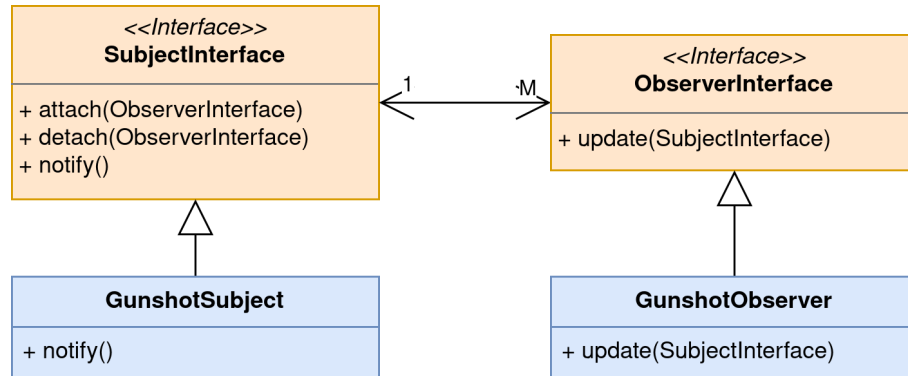 <<Interface>>
SubjectInterface
+ attach(ObserverInterface)
+ detach(ObserverInterface)
+ notify()
1
M
<<Interface>>
ObserverInterface
+ update(SubjectInterface)
GunshotSubject
+ notify()
GunshotObserver
+ update(SubjectInterface)